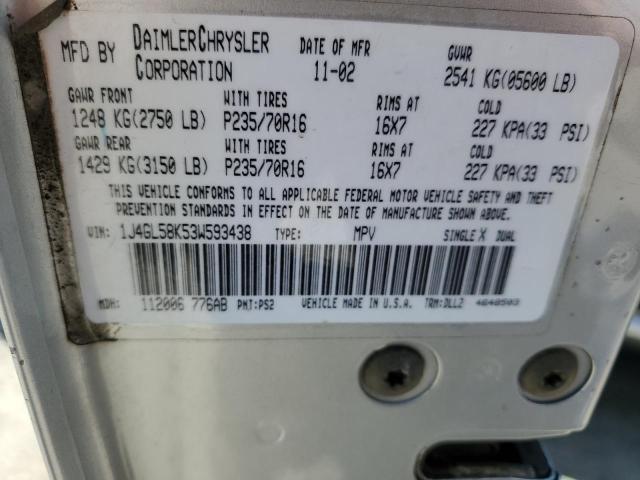 MFD BY DAIMLERCHRYSLER CORPORATION DATE OF MFR 11-02 GVWR 2541 KG(05600 LB)
GAWR FRONT WITH TIRES RIMS AT COLD
1248 KG(2750 LB) P235/70R16 16X7 227 KPA(33 PSI)
GAWR REAR WITH TIRES RIMS AT COLD
1429 KG(3150 LB) P235/70R16 16X7 227 KPA(33 PSI)
THIS VEHICLE CONFORMS TO ALL APPLICABLE FEDERAL MOTOR VEHICLE SAFETY AND THEFT
PREVENTION STANDARDS IN EFFECT ON THE DATE OF MANUFACTURE SHOWN ABOVE.
VIN: 1J4GL58K53W593438 TYPE: MPV SINGLE X DUAL
MDH: 112006 776AB PNT:PS2 VEHICLE MADE IN U.S.A. TRM:DLL2 4648503